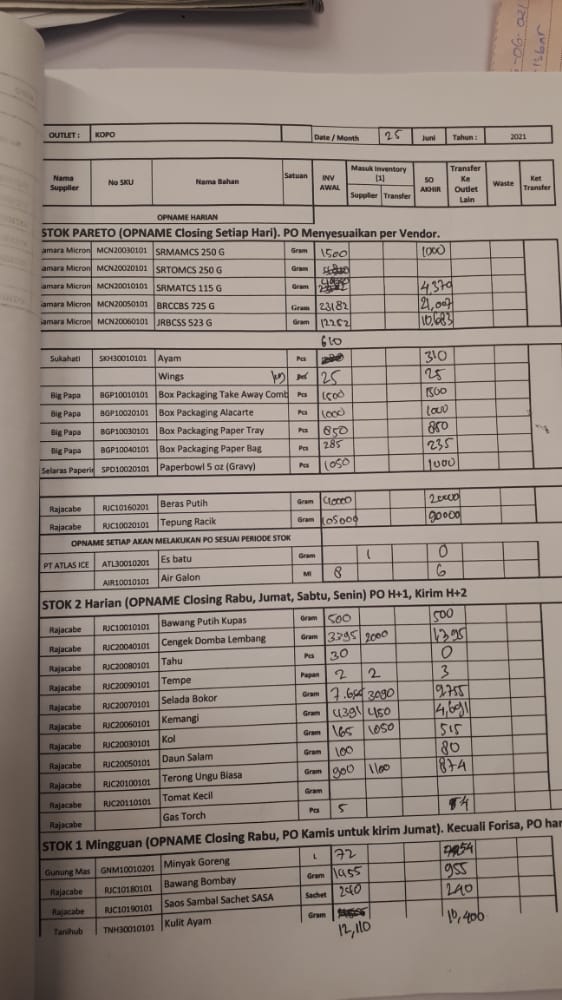 -06-021
isbar
OUTLET : KOPO Date / Month 25 Juni Tahun : 2021
Nama Supplier No SKU Nama Bahan Satuan INV AWAL Masuk Inventory [1] Supplier Transfer SO AKHIR Transfer Ke Outlet Lain Waste Ket Transfer
OPNAME HARIAN
STOK PARETO (OPNAME Closing Setiap Hari). PO Menyesuaikan per Vendor.
amara Micron MCN20030101 SRMAMCS 250 G Gram 1500 1000
amara Micron MCN20020101 SRTOMCS 250 G Gram
amara Micron MCN20010101 SRMATCS 115 G Gram 4,379
amara Micron MCN20050101 BRCCBS 725 G Gram 23182 21,007
amara Micron MCN20060101 JRBCSS 523 G Gram 12252 10,683
610
Sukahati SKH30010101 Ayam Pcs 310
Wings 25 25
Big Papa BGP10010101 Box Packaging Take Away Comb Pcs 1500 1500
Big Papa BGP10020101 Box Packaging Alacarte Pcs 1000 1000
Big Papa BGP10030101 Box Packaging Paper Tray Pcs 850 850
Big Papa BGP10040101 Box Packaging Paper Bag Pcs 285 235
Selaras Paperin SPD10020101 Paperbowl 5 oz (Gravy) Pcs 1050 1000
Rajacabe RJC10160201 Beras Putih Gram 40000 20000
Rajacabe RJC10020101 Tepung Racik Gram 105000 90000
OPNAME SETIAP AKAN MELAKUKAN PO SESUAI PERIODE STOK
PT ATLAS ICE ATL30010201 Es batu Gram 1 0
AIR10010101 Air Galon Ml 8 6
STOK 2 Harian (OPNAME Closing Rabu, Jumat, Sabtu, Senin) PO H+1, Kirim H+2
Rajacabe RJC10010101 Bawang Putih Kupas Gram 500 500
Rajacabe RJC20040101 Cengek Domba Lembang Gram 3395 2000 1395
Rajacabe RJC20080101 Tahu Pcs 30 0
Rajacabe RJC20090101 Tempe Papan 2 2 3
Rajacabe RJC20070101 Selada Bokor Gram 3090 9755
Rajacabe RJC20060101 Kemangi Gram 4391 450 4,691
Rajacabe RJC20030101 Kol Gram 165 1050 515
Rajacabe RJC20050101 Daun Salam Gram 100 80
Rajacabe RJC20100101 Terong Ungu Biasa Gram 900 1100 874
Rajacabe RJC20110101 Tomat Kecil Gram
Rajacabe Gas Torch Pcs 5 4
STOK 1 Mingguan (OPNAME Closing Rabu, PO Kamis untuk kirim Jumat). Kecuali Forisa, PO har
Gunung Mas GNM10010201 Minyak Goreng L 72 54
Rajacabe RJC10180101 Bawang Bombay Gram 1955 955
Rajacabe RJC10190101 Saos Sambal Sachet SASA Sachet 240 240
Tanihub TNH30010101 Kulit Ayam Gram 12,110 10,400